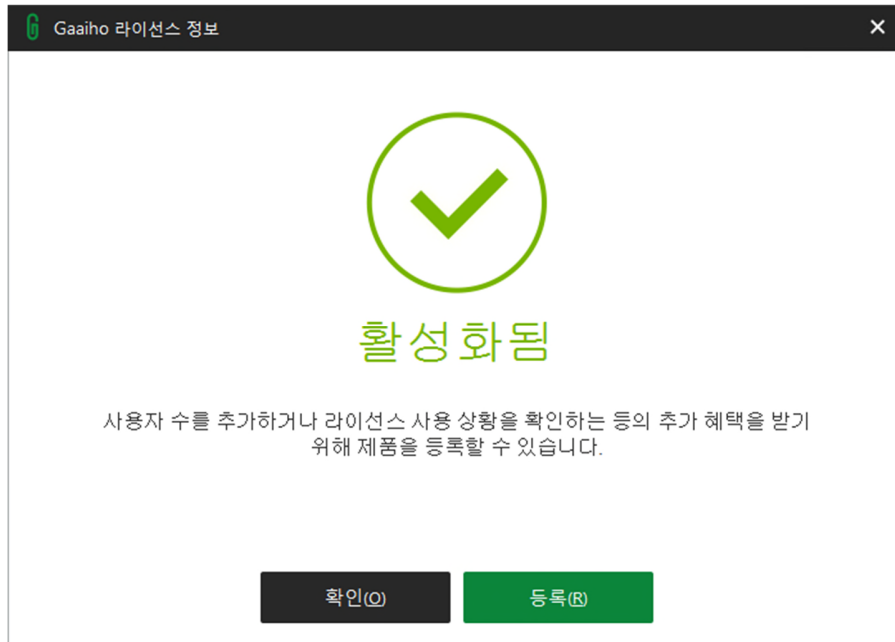 Gaaiho 라이선스 정보
활성화됨
사용자 수를 추가하거나 라이선스 사용 상황을 확인하는 등의 추가 혜택을 받기
위해 제품을 등록할 수 있습니다.
확인(O)
등록(R)